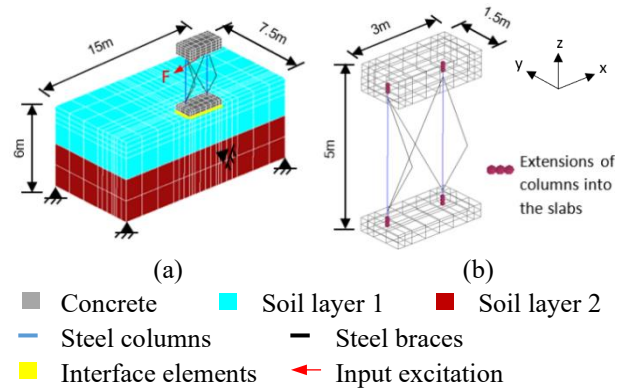 15m
7.5m
F
6m
(a)
3m
1.5m
5m
z
y
x
Extensions of
columns into
the slabs
(b)
Concrete
Soil layer 1
Soil layer 2
Steel columns
Steel braces
Interface elements
Input excitation